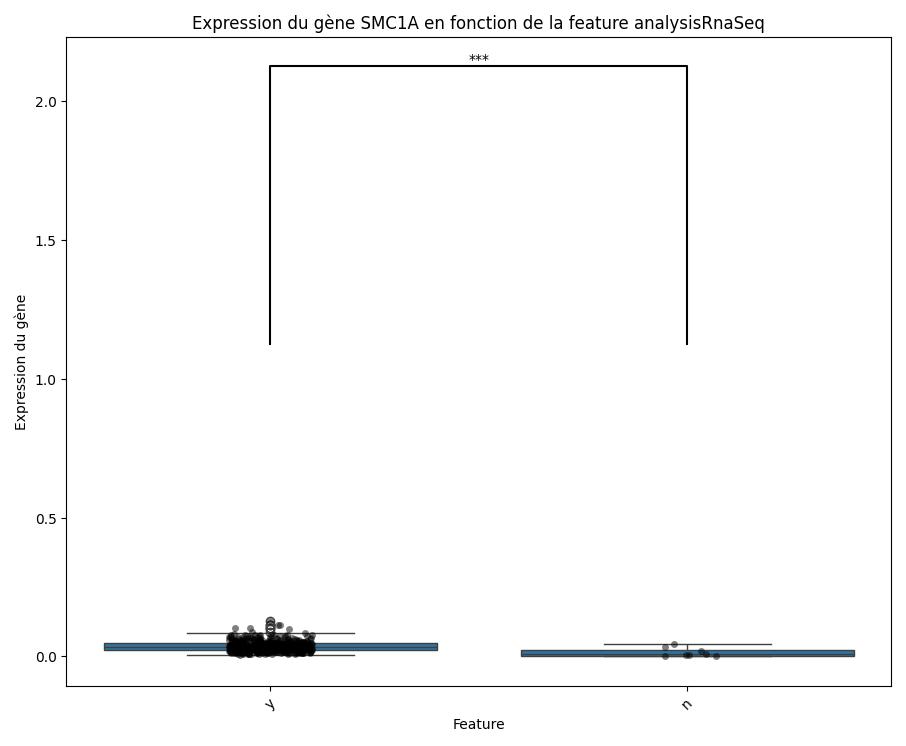 Expression du gène SMC1A en fonction de la feature analysisRnaSeq
***
2.0
1.5
1.0
0.5
0.0
Expression du gène
y
n
Feature